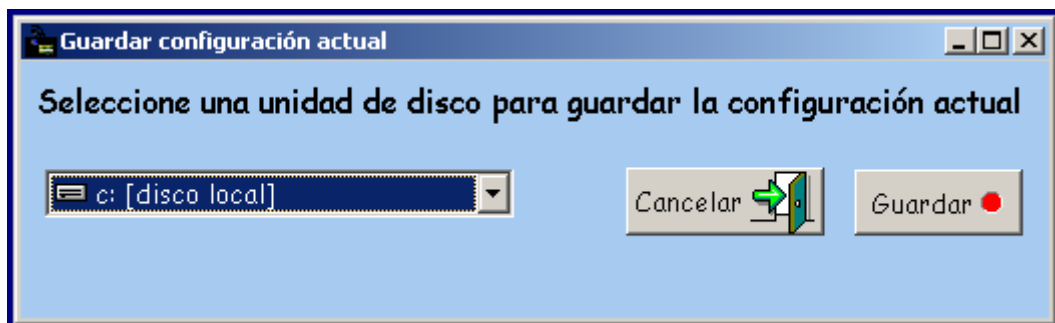 Guardar configuración actual
Seleccione una unidad de disco para guardar la configuración actual
c: [disco local]
Cancelar
Guardar